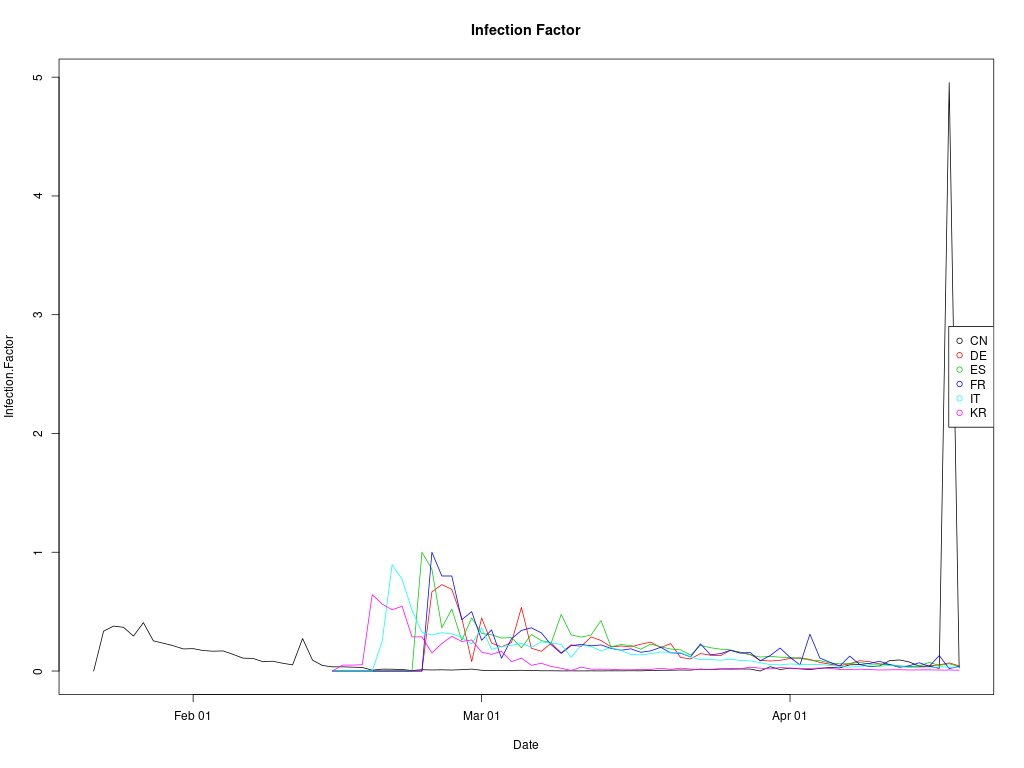 Infection Factor
Infection.Factor
5
4
3
2
1
0
CN
DE
ES
FR
IT
KR
Feb 01
Mar 01
Apr 01
Date